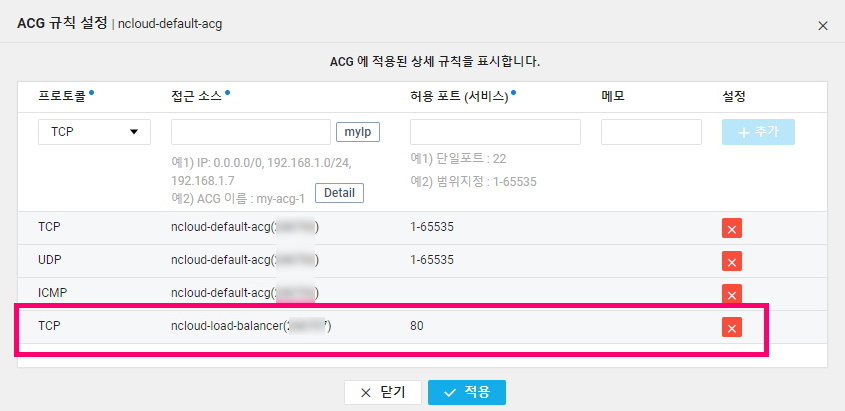 ACG 규칙 설정 | ncloud-default-acg
ACG 에 적용된 상세 규칙을 표시합니다.
프로토콜 접근 소스 허용 포트 (서비스) 메모 설정
TCP myIp + 추가
예1) IP: 0.0.0.0/0, 192.168.1.0/24, 192.168.1.7
예1) 단일포트 : 22
예2) ACG 이름 : my-acg-1 Detail
예2) 범위지정 : 1-65535
TCP ncloud-default-acg( ) 1-65535
UDP ncloud-default-acg( ) 1-65535
ICMP ncloud-default-acg( )
TCP ncloud-load-balancer( ) 80
닫기 적용